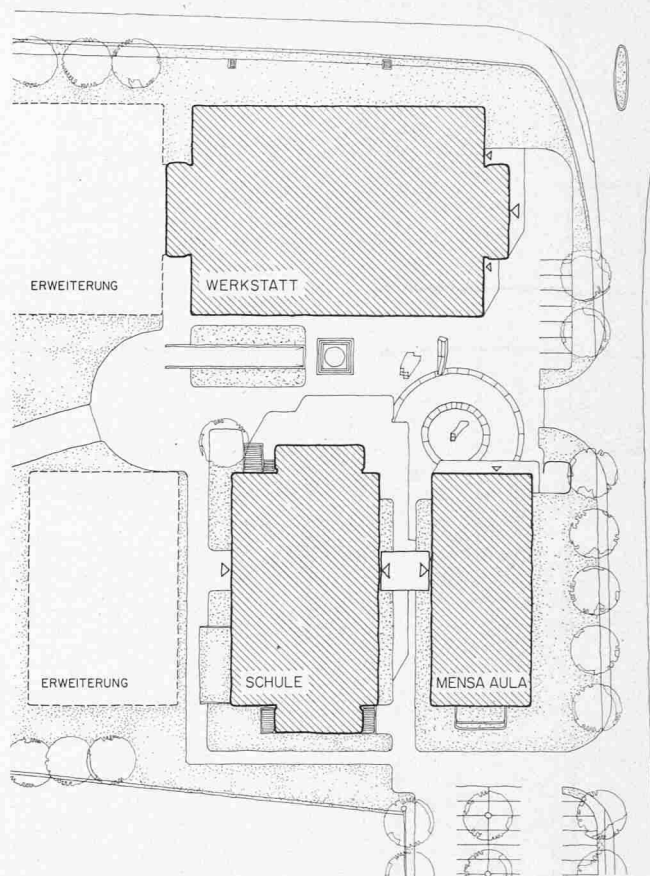 ERWEITERUNG
WERKSTATT
ERWEITERUNG
SCHULE
MENSA AULA